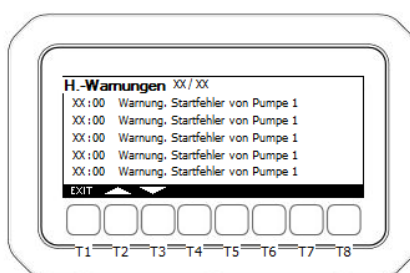 H.-Warnungen XX/XX
XX:00 Warnung. Startfehler von Pumpe 1
XX:00 Warnung. Startfehler von Pumpe 1
XX:00 Warnung. Startfehler von Pumpe 1
XX:00 Warnung. Startfehler von Pumpe 1
XX:00 Warnung. Startfehler von Pumpe 1
EXIT
T1 T2 T3 T4 T5 T6 T7 T8